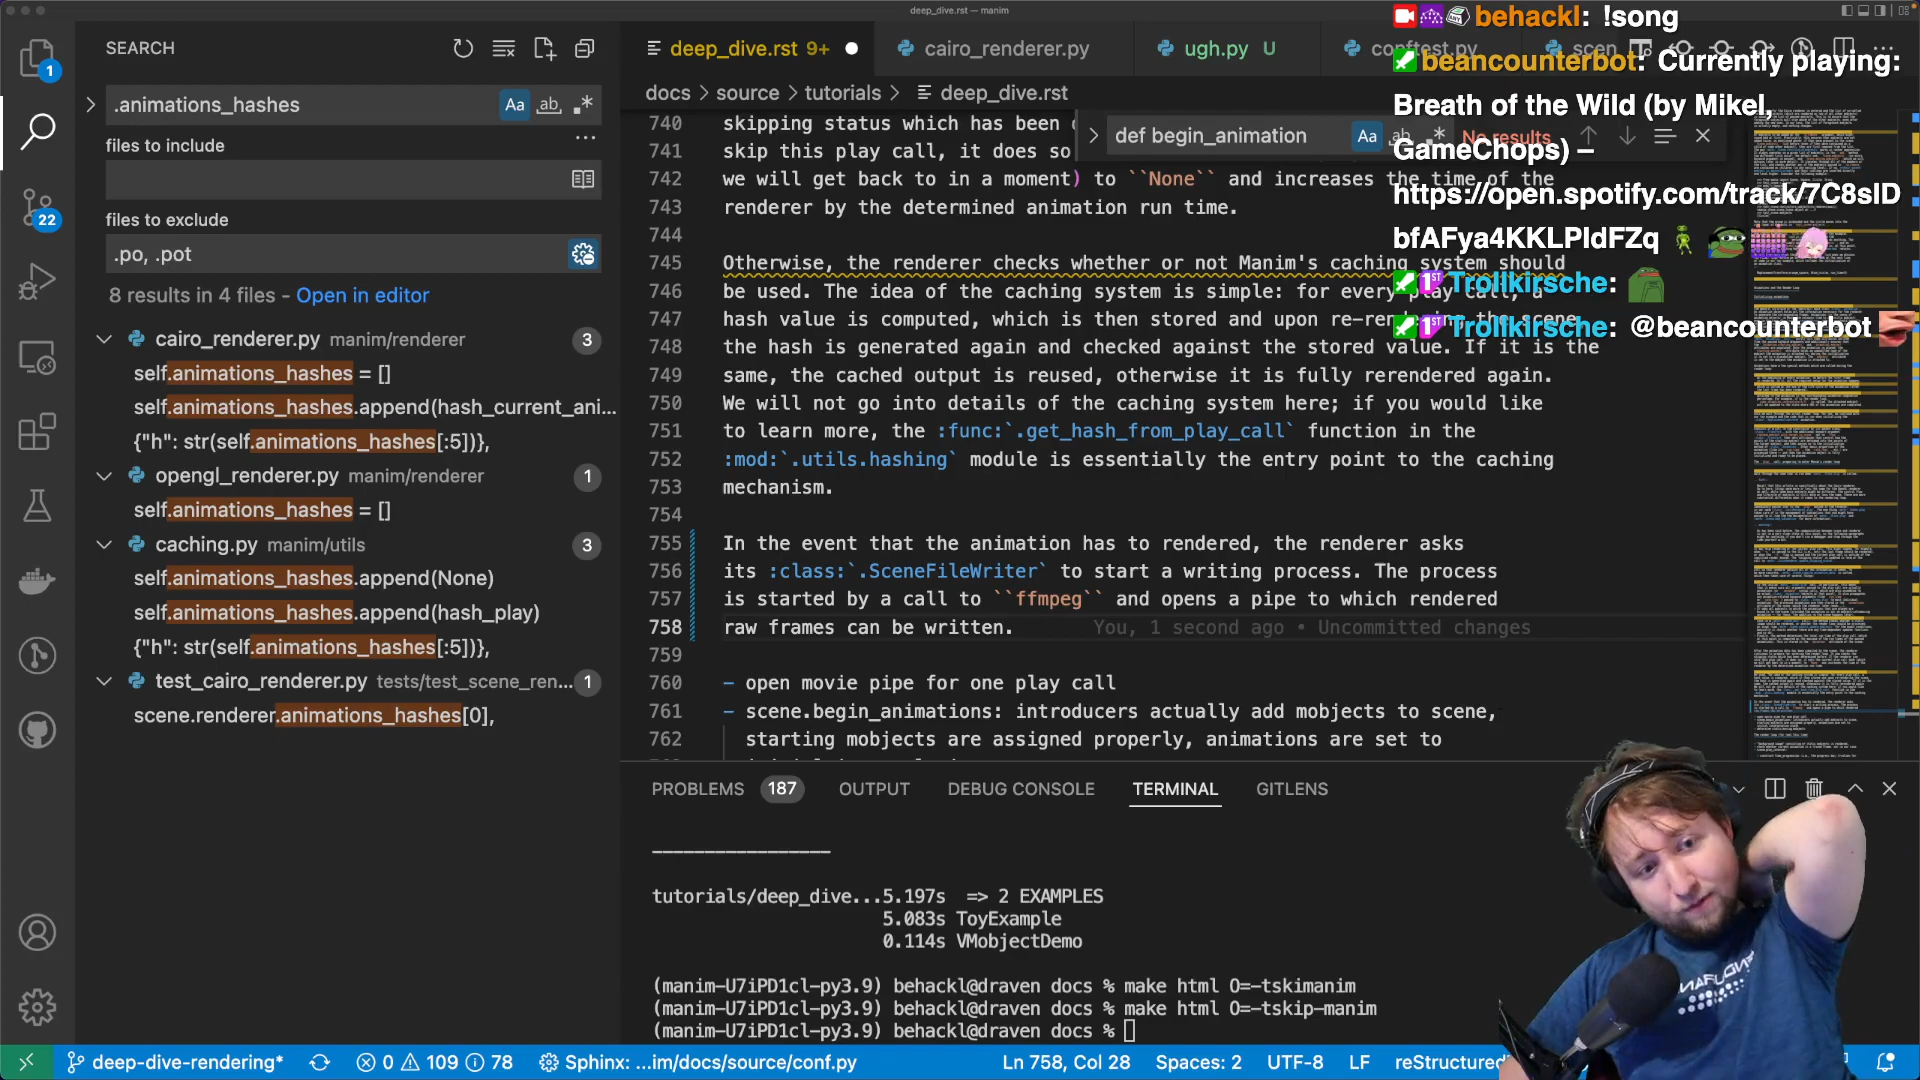 deep_dive.rst — manim
SEARCH
.animations_hashes
files to include
files to exclude
.po, .pot
8 results in 4 files - Open in editor
cairo_renderer.py manim/renderer 3
self.animations_hashes = []
self.animations_hashes.append(hash_current_ani...
{"h": str(self.animations_hashes[:5])},
opengl_renderer.py manim/renderer 1
self.animations_hashes = []
caching.py manim/utils 3
self.animations_hashes.append(None)
self.animations_hashes.append(hash_play)
{"h": str(self.animations_hashes[:5])},
test_cairo_renderer.py tests/test_scene_ren... 1
scene.renderer.animations_hashes[0],
1
22
deep_dive.rst 9+
cairo_renderer.py
ugh.py U
conftest.py
scen
docs > source > tutorials > deep_dive.rst
def begin_animation
Aa
No results
740 skipping status which has been
741 skip this play call, it does so
742 we will get back to in a moment) to ``None`` and increases the time of the
743 renderer by the determined animation run time.
744
745 Otherwise, the renderer checks whether or not Manim's caching system should
746 be used. The idea of the caching system is simple: for every play call, a
747 hash value is computed, which is then stored and upon re-rendering the scene,
748 the hash is generated again and checked against the stored value. If it is the
749 same, the cached output is reused, otherwise it is fully rerendered again.
750 We will not go into details of the caching system here; if you would like
751 to learn more, the :func:`.get_hash_from_play_call` function in the
752 :mod:`.utils.hashing` module is essentially the entry point to the caching
753 mechanism.
754
755 In the event that the animation has to rendered, the renderer asks
756 its :class:`.SceneFileWriter` to start a writing process. The process
757 is started by a call to ``ffmpeg`` and opens a pipe to which rendered
758 raw frames can be written. You, 1 second ago • Uncommitted changes
759
760 - open movie pipe for one play call
761 - scene.begin_animations: introducers actually add mobjects to scene,
762 starting mobjects are assigned properly, animations are set to
behackl: !song
beancounterbot: Currently playing:
Breath of the Wild (by Mikel,
GameChops) –
https://open.spotify.com/track/7C8sID
bfAFya4KKLPIdFZq
Trollkirsche:
Trollkirsche: @beancounterbot
PROBLEMS 187 OUTPUT DEBUG CONSOLE TERMINAL GITLENS
tutorials/deep_dive...5.197s => 2 EXAMPLES
5.083s ToyExample
0.114s VMobjectDemo
(manim-U7iPD1cl-py3.9) behackl@draven docs % make html O=-tskimanim
(manim-U7iPD1cl-py3.9) behackl@draven docs % make html O=-tskip-manim
(manim-U7iPD1cl-py3.9) behackl@draven docs %
deep-dive-rendering* 0 109 78 Sphinx: ...im/docs/source/conf.py Ln 758, Col 28 Spaces: 2 UTF-8 LF reStructured